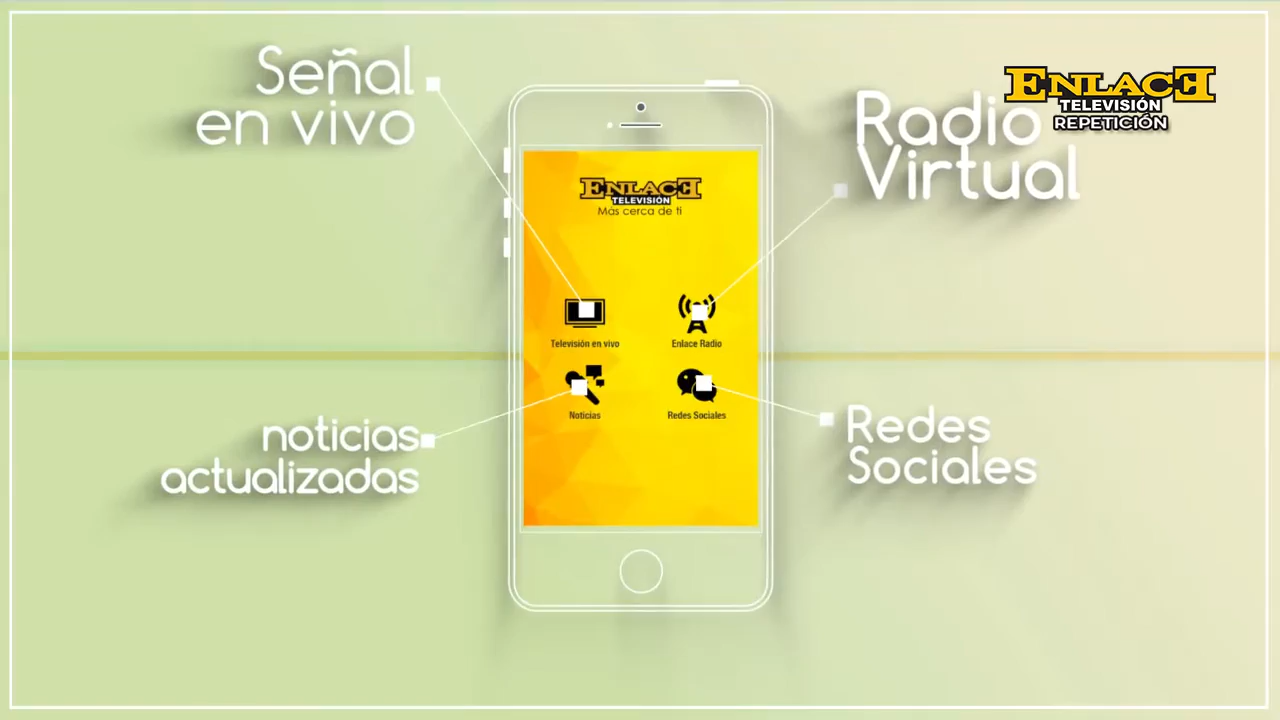 Señal
en vivo
ENLACE
TELEVISIÓN
REPETICIÓN
Radio
Virtual
ENLACE
TELEVISIÓN
Más cerca de ti
Televisión en vivo
Enlace Radio
Noticias
Redes Sociales
noticias
actualizadas
Redes
Sociales